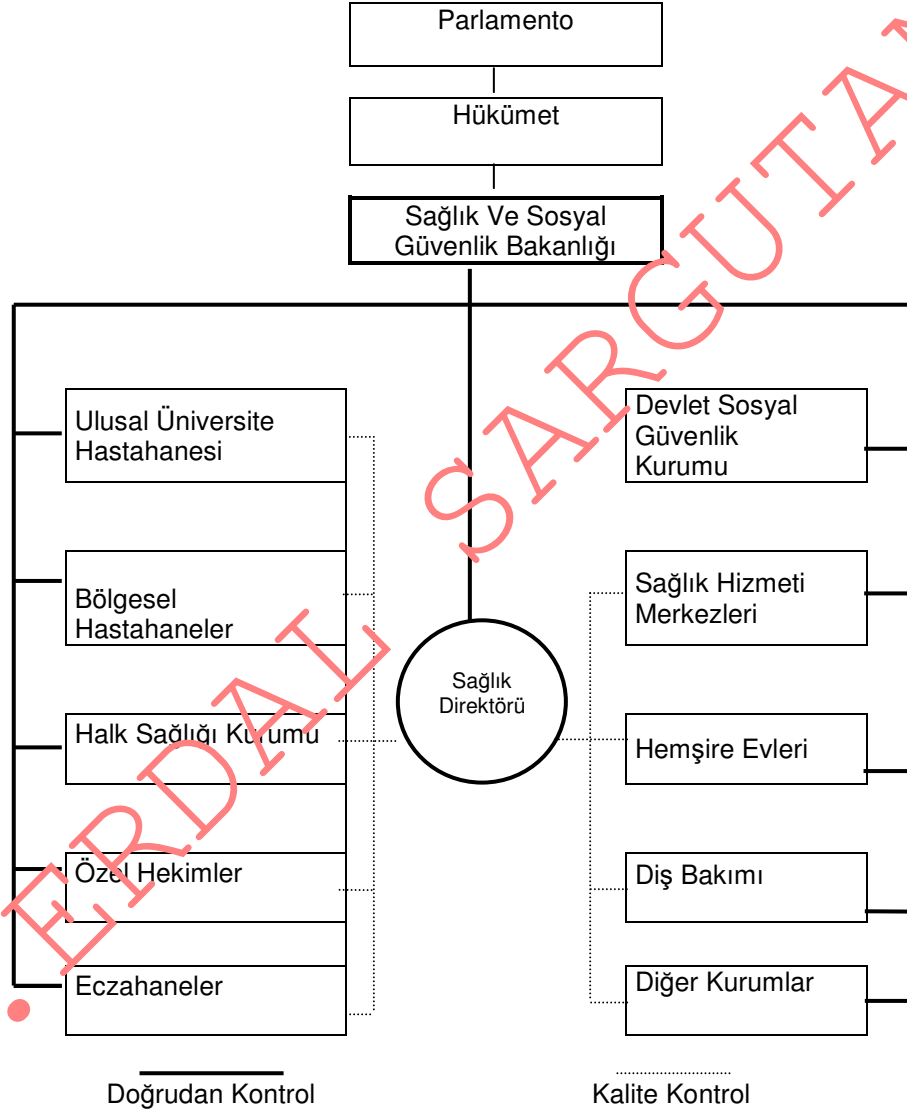 Parlamento
Hükümet
Sağlık Ve Sosyal
Güvenlik Bakanlığı
Ulusal Üniversite
Hastahanesi
Bölgesel
Hastahaneler
Halk Sağlığı Kurumu
Özel Hekimler
Eczahaneler
Sağlık
Direktörü
Devlet Sosyal
Güvenlik
Kurumu
Sağlık Hizmeti
Merkezleri
Hemşire Evleri
Diş Bakımı
Diğer Kurumlar
Doğrudan Kontrol
Kalite Kontrol
. ERDAL SARGUTAN